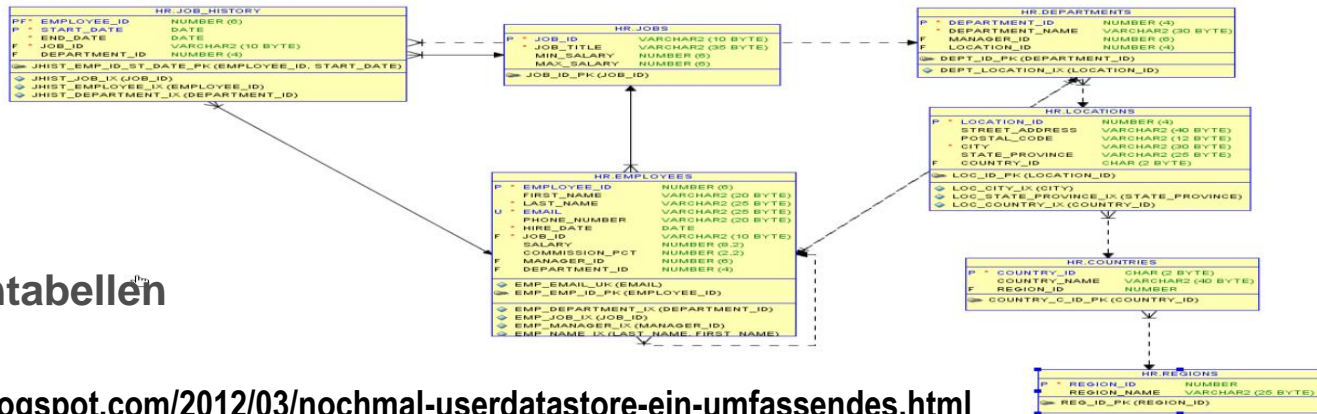 HR.JOB_HISTORY
PF* EMPLOYEE_ID NUMBER (6)
P * START_DATE DATE
* END_DATE DATE
F * JOB_ID VARCHAR2 (10 BYTE)
F DEPARTMENT_ID NUMBER (4)
JHIST_EMP_ID_ST_DATE_PK (EMPLOYEE_ID, START_DATE)
JHIST_JOB_IX (JOB_ID)
JHIST_EMPLOYEE_IX (EMPLOYEE_ID)
JHIST_DEPARTMENT_IX (DEPARTMENT_ID)
HR.JOBS
P * JOB_ID VARCHAR2 (10 BYTE)
* JOB_TITLE VARCHAR2 (35 BYTE)
MIN_SALARY NUMBER (6)
MAX_SALARY NUMBER (6)
JOB_ID_PK (JOB_ID)
HR.DEPARTMENTS
P * DEPARTMENT_ID NUMBER (4)
* DEPARTMENT_NAME VARCHAR2 (30 BYTE)
F MANAGER_ID NUMBER (6)
F LOCATION_ID NUMBER (4)
DEPT_ID_PK (DEPARTMENT_ID)
DEPT_LOCATION_IX (LOCATION_ID)
HR.LOCATIONS
P * LOCATION_ID NUMBER (4)
STREET_ADDRESS VARCHAR2 (40 BYTE)
POSTAL_CODE VARCHAR2 (12 BYTE)
* CITY VARCHAR2 (30 BYTE)
STATE_PROVINCE VARCHAR2 (25 BYTE)
F COUNTRY_ID CHAR (2 BYTE)
LOC_ID_PK (LOCATION_ID)
LOC_CITY_IX (CITY)
LOC_STATE_PROVINCE_IX (STATE_PROVINCE)
LOC_COUNTRY_IX (COUNTRY_ID)
HR.EMPLOYEES
P * EMPLOYEE_ID NUMBER (6)
FIRST_NAME VARCHAR2 (20 BYTE)
* LAST_NAME VARCHAR2 (25 BYTE)
U * EMAIL VARCHAR2 (25 BYTE)
PHONE_NUMBER VARCHAR2 (20 BYTE)
* HIRE_DATE DATE
F * JOB_ID VARCHAR2 (10 BYTE)
SALARY NUMBER (8,2)
COMMISSION_PCT NUMBER (2,2)
F MANAGER_ID NUMBER (6)
F DEPARTMENT_ID NUMBER (4)
EMP_EMAIL_UK (EMAIL)
EMP_EMP_ID_PK (EMPLOYEE_ID)
EMP_DEPARTMENT_IX (DEPARTMENT_ID)
EMP_JOB_IX (JOB_ID)
EMP_MANAGER_IX (MANAGER_ID)
EMP_NAME_IX (LAST_NAME, FIRST_NAME)
HR.COUNTRIES
P * COUNTRY_ID CHAR (2 BYTE)
COUNTRY_NAME VARCHAR2 (40 BYTE)
F REGION_ID NUMBER
COUNTRY_C_ID_PK (COUNTRY_ID)
HR.REGIONS
P * REGION_ID NUMBER
REGION_NAME VARCHAR2 (25 BYTE)
REG_ID_PK (REGION_ID)
ntabellen
logspot.com/2012/03/nochmal-userdatastore-ein-umfassendes.html